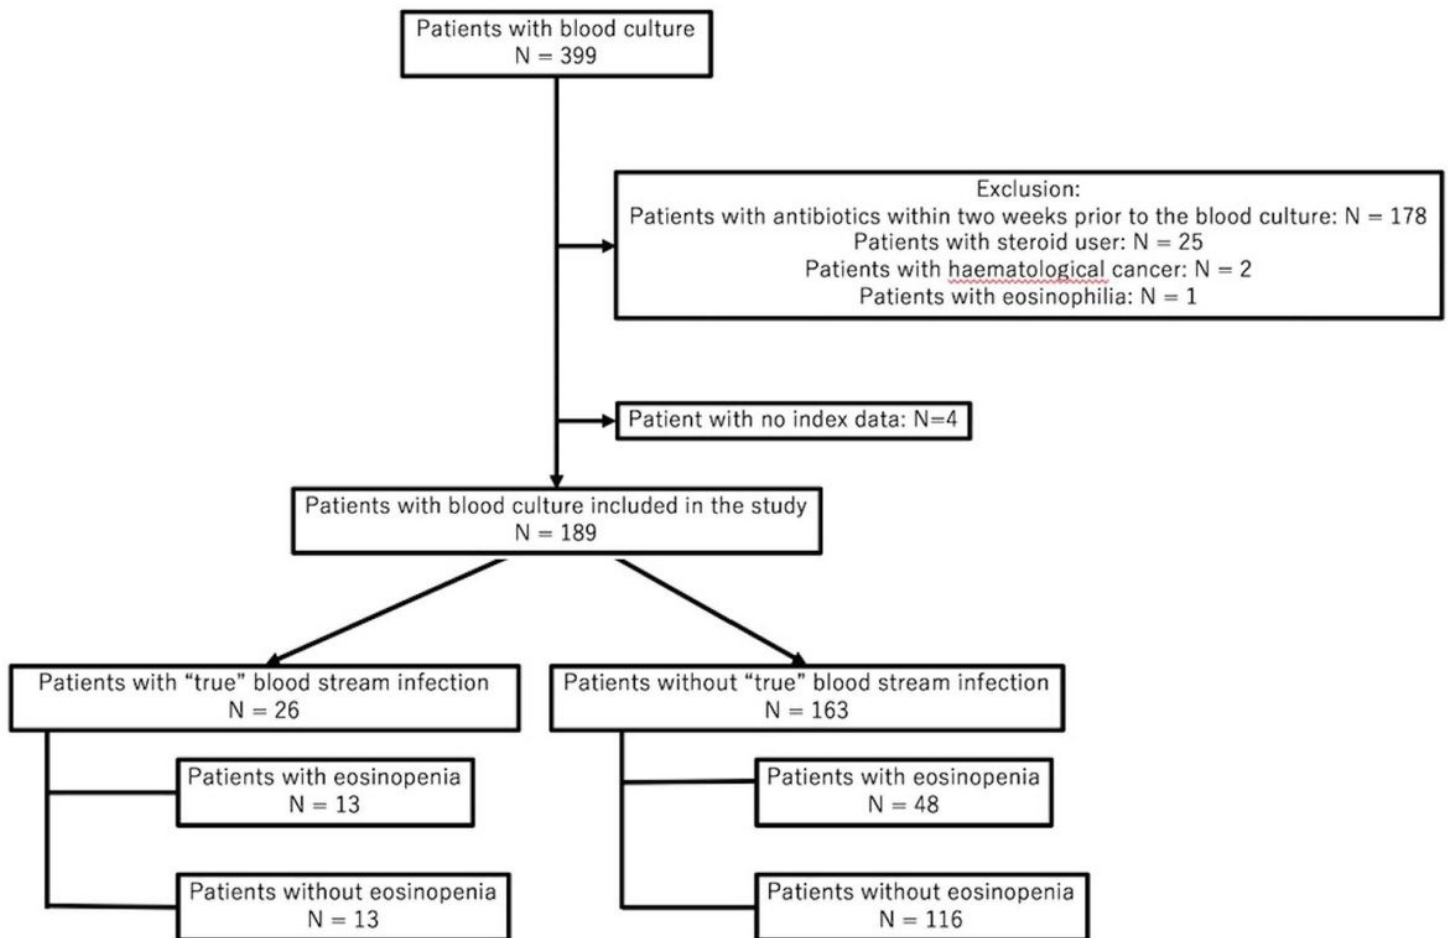 Patients with blood culture
N = 399
Exclusion:
Patients with antibiotics within two weeks prior to the blood culture: N = 178
Patients with steroid user: N = 25
Patients with haematological cancer: N = 2
Patients with eosinophilia: N = 1
Patient with no index data: N=4
Patients with blood culture included in the study
N = 189
Patients with “true” blood stream infection
N = 26
Patients with eosinopenia
N = 13
Patients without eosinopenia
N = 13
Patients without “true” blood stream infection
N = 163
Patients with eosinopenia
N = 48
Patients without eosinopenia
N = 116